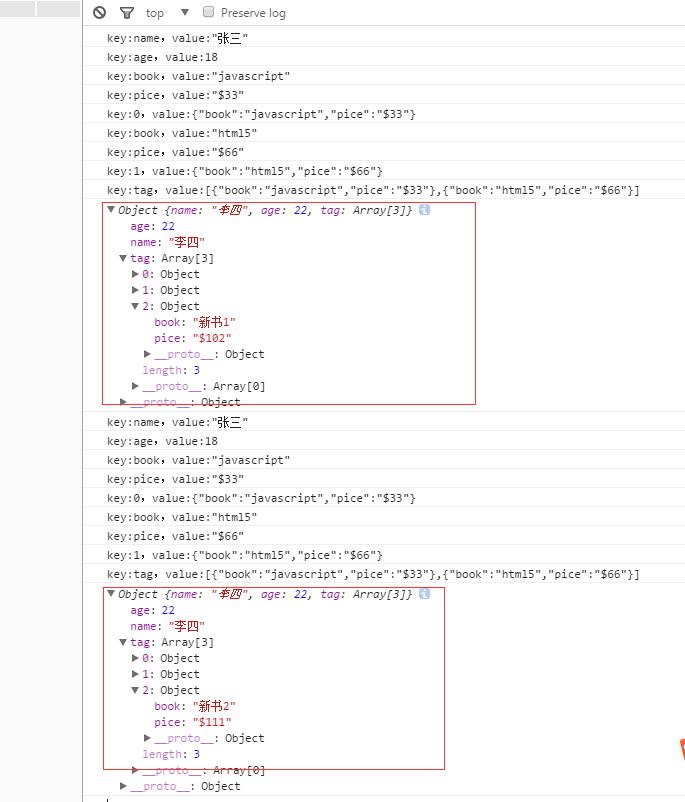 top Preserve log
key:name，value:"张三"
key:age，value:18
key:book，value:"javascript"
key:pice，value:"$33"
key:0，value:{"book":"javascript","pice":"$33"}
key:book，value:"html5"
key:pice，value:"$66"
key:1，value:{"book":"html5","pice":"$66"}
key:tag，value:[{"book":"javascript","pice":"$33"},{"book":"html5","pice":"$66"}]
Object {name: "李四", age: 22, tag: Array[3]}
age: 22
name: "李四"
tag: Array[3]
0: Object
1: Object
2: Object
book: "新书1"
pice: "$102"
__proto__: Object
length: 3
__proto__: Array[0]
__proto__: Object
key:name，value:"张三"
key:age，value:18
key:book，value:"javascript"
key:pice，value:"$33"
key:0，value:{"book":"javascript","pice":"$33"}
key:book，value:"html5"
key:pice，value:"$66"
key:1，value:{"book":"html5","pice":"$66"}
key:tag，value:[{"book":"javascript","pice":"$33"},{"book":"html5","pice":"$66"}]
Object {name: "李四", age: 22, tag: Array[3]}
age: 22
name: "李四"
tag: Array[3]
0: Object
1: Object
2: Object
book: "新书2"
pice: "$111"
__proto__: Object
length: 3
__proto__: Array[0]
__proto__: Object